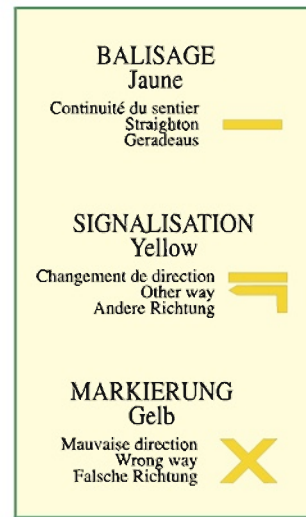 BALISAGE
Jaune
Continuité du sentier
Straighton
Geradeaus
SIGNALISATION
Yellow
Changement de direction
Other way
Andere Richtung
MARKIERUNG
Gelb
Mauvaise direction
Wrong way
Falsche Richtung